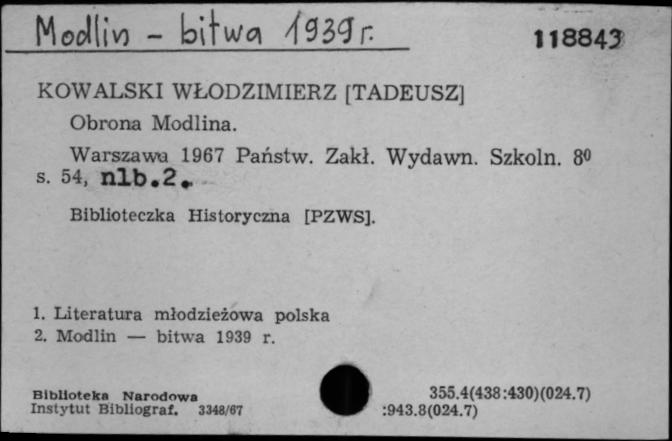 Modlin - bitwa 1939 r.
118843
KOWALSKI WŁODZIMIERZ [TADEUSZ]
Obrona Modlina.
Warszawa 1967 Państw. Zakł. Wydawn. Szkoln. 8⁰
s. 54, nlb.2.
Biblioteczka Historyczna [PZWS].
1. Literatura młodzieżowa polska
2. Modlin — bitwa 1939 r.
Biblioteka Narodowa
Instytut Bibliograf. 3348/67
355.4(438:430)(024.7)
:943.8(024.7)